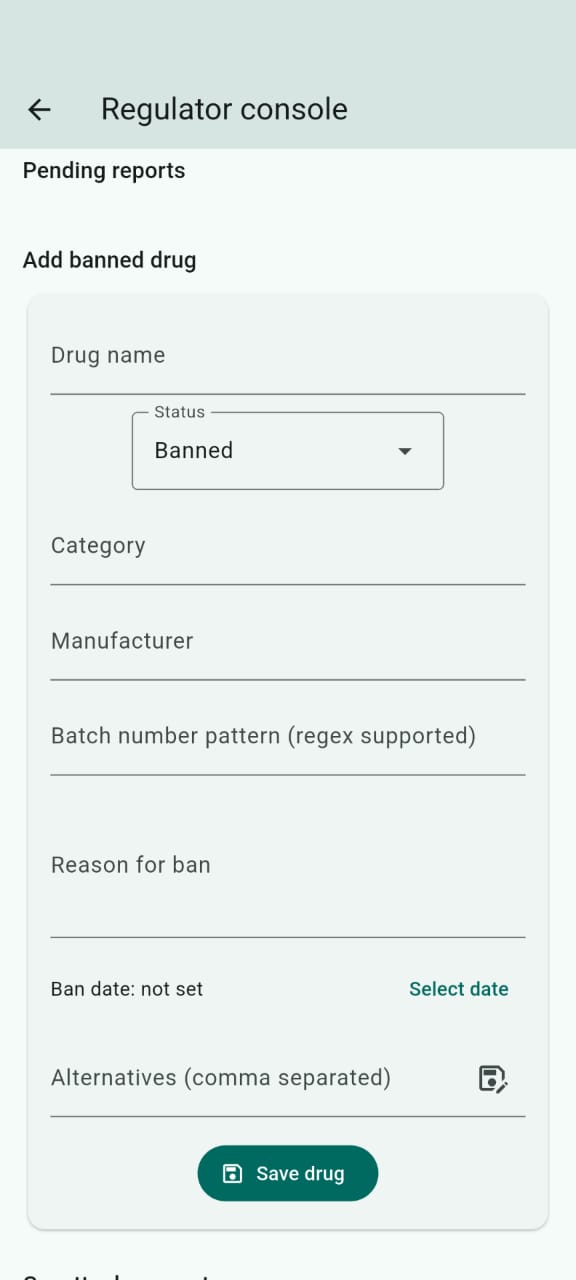 Regulator console
Pending reports
Add banned drug
Drug name
Status
Banned
Category
Manufacturer
Batch number pattern (regex supported)
Reason for ban
Ban date: not set
Select date
Alternatives (comma separated)
Save drug